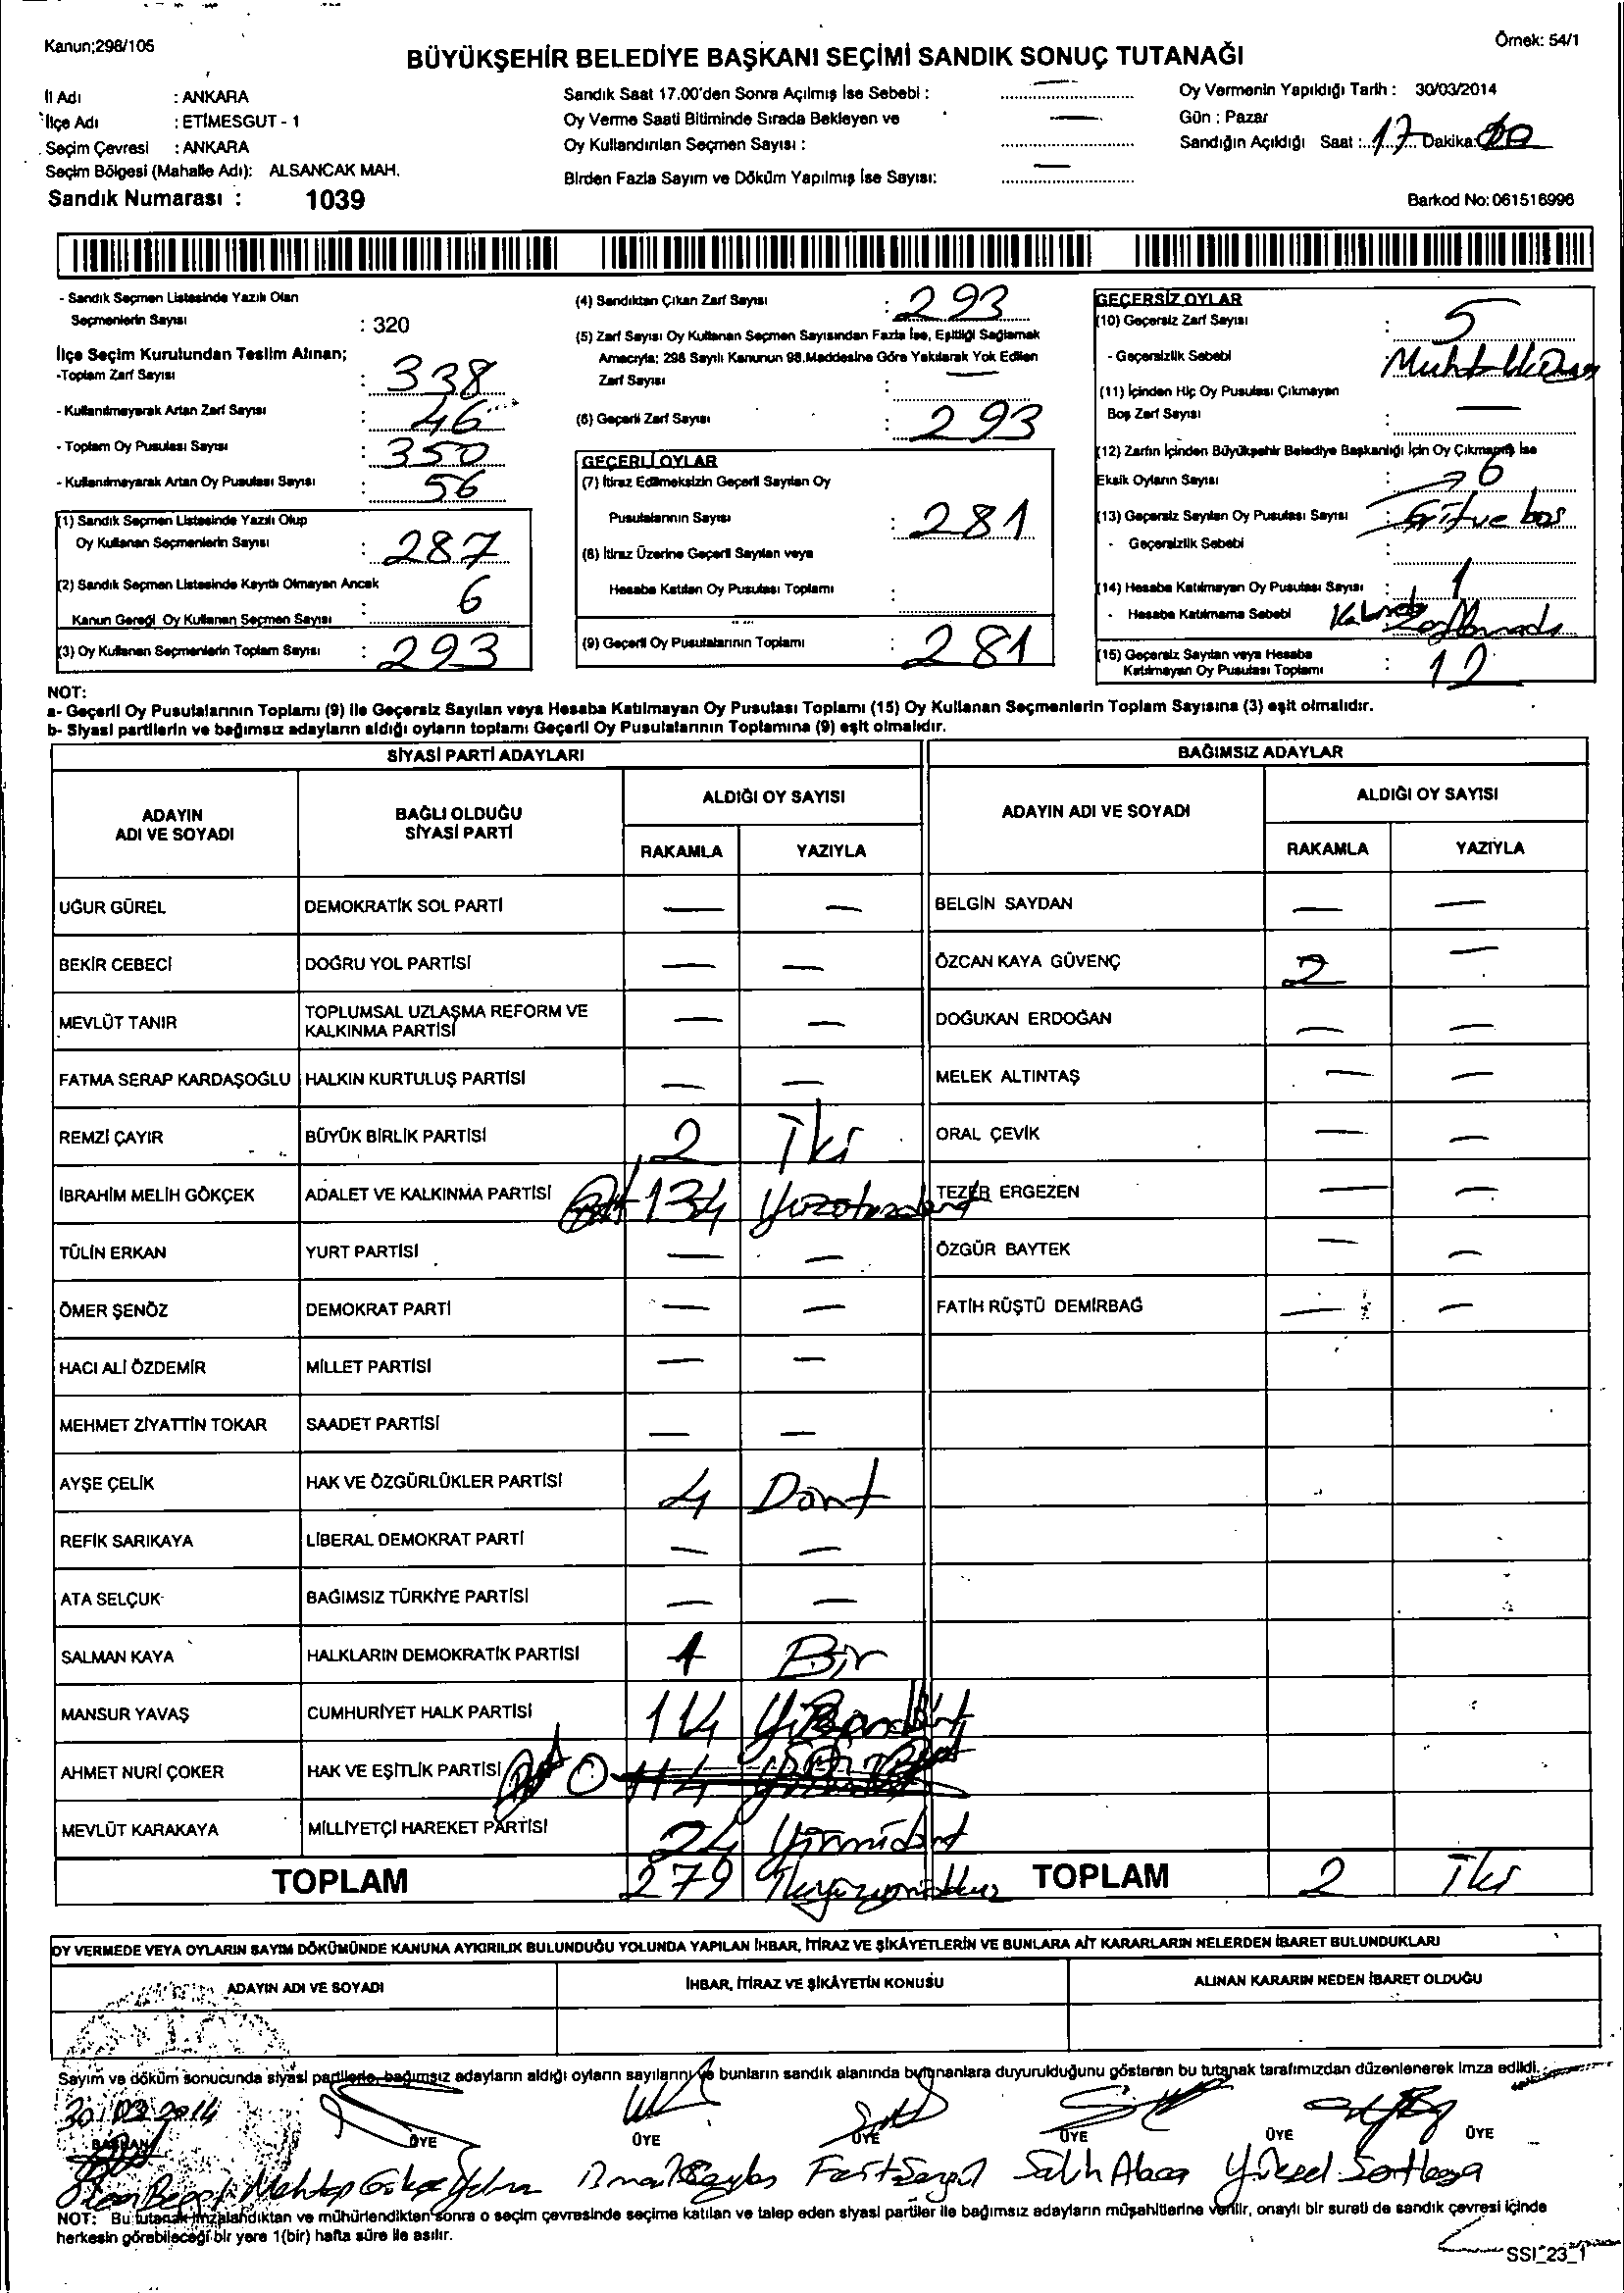 Kanun;298/105
Örnek: 54/1
BÜYÜKŞEHİR BELEDİYE BAŞKANI SEÇİMİ SANDIK SONUÇ TUTANAĞI
İl Adı : ANKARA
İlçe Adı : ETİMESGUT - 1
Seçim Çevresi : ANKARA
Seçim Bölgesi (Mahalle Adı): ALSANCAK MAH.
Sandık Numarası : 1039
Sandık Saat 17.00'den Sonra Açılmış İse Sebebi : —
Oy Verme Saati Bitiminde Sırada Bekleyen ve
Oy Kullandırılan Seçmen Sayısı : —
Birden Fazla Sayım ve Döküm Yapılmış İse Sayısı: —
Oy Vermenin Yapıldığı Tarih : 30/03/2014
Gün : Pazar
Sandığın Açıldığı Saat : 17 Dakika:
Barkod No: 061516996
- Sandık Seçmen Listesinde Yazılı Olan
Seçmenlerin Sayısı : 320
İlçe Seçim Kurulundan Teslim Alınan;
-Toplam Zarf Sayısı : 338
- Kullanılmayarak Artan Zarf Sayısı : 46
- Toplam Oy Pusulası Sayısı : 350
- Kullanılmayarak Artan Oy Pusulası Sayısı : 56
(1) Sandık Seçmen Listesinde Yazılı Olup
Oy Kullanan Seçmenlerin Sayısı : 287
(2) Sandık Seçmen Listesinde Kayıtlı Olmayan Ancak
Kanun Gereği Oy Kullanan Seçmen Sayısı : 6
(3) Oy Kullanan Seçmenlerin Toplam Sayısı : 293
(4) Sandıktan Çıkan Zarf Sayısı : 293
(5) Zarf Sayısı Oy Kullanan Seçmen Sayısından Fazla İse, Eşitliği Sağlamak
Amacıyla; 298 Sayılı Kanunun 98.Maddesine Göre Yakılarak Yok Edilen
Zarf Sayısı : —
(6) Geçerli Zarf Sayısı : 293
GEÇERLİ OYLAR
(7) İtiraz Edilmeksizin Geçerli Sayılan Oy
Pusulalarının Sayısı : 281
(8) İtiraz Üzerine Geçerli Sayılan veya
Hesaba Katılan Oy Pusulası Toplamı :
(9) Geçerli Oy Pusulalarının Toplamı : 281
GEÇERSİZ OYLAR
(10) Geçersiz Zarf Sayısı : 5
- Geçersizlik Sebebi :
(11) İçinden Hiç Oy Pusulası Çıkmayan
Boş Zarf Sayısı : —
(12) Zarfın İçinden Büyükşehir Belediye Başkanlığı İçin Oy Çıkmamış İse
Eksik Oyların Sayısı : 6
(13) Geçersiz Sayılan Oy Pusulası Sayısı :
- Geçersizlik Sebebi :
(14) Hesaba Katılmayan Oy Pusulası Sayısı : 1
- Hesaba Katılmama Sebebi
(15) Geçersiz Sayılan veya Hesaba
Katılmayan Oy Pusulası Toplamı : 12
NOT:
a- Geçerli Oy Pusulalarının Toplamı (9) ile Geçersiz Sayılan veya Hesaba Katılmayan Oy Pusulası Toplamı (15) Oy Kullanan Seçmenlerin Toplam Sayısına (3) eşit olmalıdır.
b- Siyasi partilerin ve bağımsız adayların aldığı oyların toplamı Geçerli Oy Pusulalarının Toplamına (9) eşit olmalıdır.
SİYASİ PARTİ ADAYLARI
BAĞIMSIZ ADAYLAR
ADAYIN ADI VE SOYADI
BAĞLI OLDUĞU SİYASİ PARTİ
ALDIĞI OY SAYISI
RAKAMLA YAZIYLA
ADAYIN ADI VE SOYADI
ALDIĞI OY SAYISI
RAKAMLA YAZIYLA
UĞUR GÜREL DEMOKRATİK SOL PARTİ — — BELGİN SAYDAN — —
BEKİR CEBECİ DOĞRU YOL PARTİSİ — — ÖZCAN KAYA GÜVENÇ 2 —
MEVLÜT TANIR TOPLUMSAL UZLAŞMA REFORM VE KALKINMA PARTİSİ — — DOĞUKAN ERDOĞAN — —
FATMA SERAP KARDAŞOĞLU HALKIN KURTULUŞ PARTİSİ — — MELEK ALTINTAŞ — —
REMZİ ÇAYIR BÜYÜK BİRLİK PARTİSİ 2 İki ORAL ÇEVİK — —
İBRAHİM MELİH GÖKÇEK ADALET VE KALKINMA PARTİSİ 134 Yüzotuzdört TEZER ERGEZEN — —
TÜLİN ERKAN YURT PARTİSİ — — ÖZGÜR BAYTEK — —
ÖMER ŞENÖZ DEMOKRAT PARTİ — — FATİH RÜŞTÜ DEMİRBAĞ — —
HACI ALİ ÖZDEMİR MİLLET PARTİSİ — —
MEHMET ZİYATTİN TOKAR SAADET PARTİSİ — —
AYŞE ÇELİK HAK VE ÖZGÜRLÜKLER PARTİSİ 4 Dört
REFİK SARIKAYA LİBERAL DEMOKRAT PARTİ — —
ATA SELÇUK BAĞIMSIZ TÜRKİYE PARTİSİ — —
SALMAN KAYA HALKLARIN DEMOKRATİK PARTİSİ 1 Bir
MANSUR YAVAŞ CUMHURİYET HALK PARTİSİ 114 Yüzondört
AHMET NURİ ÇOKER HAK VE EŞİTLİK PARTİSİ 0 114
MEVLÜT KARAKAYA MİLLİYETÇİ HAREKET PARTİSİ 24 Yirmidört
TOPLAM 279 TOPLAM 2 İki
OY VERMEDE VEYA OYLARIN SAYIM DÖKÜMÜNDE KANUNA AYKIRILIK BULUNDUĞU YOLUNDA YAPILAN İHBAR, İTİRAZ VE ŞİKÂYETLERİN VE BUNLARA AİT KARARLARIN NELERDEN İBARET BULUNDUKLARI
ADAYIN ADI VE SOYADI İHBAR, İTİRAZ VE ŞİKÂYETİN KONUSU ALINAN KARARIN NEDEN İBARET OLDUĞU
Sayım ve döküm sonucunda siyasi partilerle, bağımsız adayların aldığı oyların sayılarını ve bunların sandık alanında bulunanlara duyurulduğunu gösteren bu tutanak tarafımızdan düzenlenerek imza edildi.
30/03/2014
BAŞKAN ÜYE ÜYE ÜYE ÜYE ÜYE ÜYE
Salih Yüksel
NOT: Bu tutanak imzalandıktan ve mühürlendikten sonra o seçim çevresinde seçime katılan ve talep eden siyasi partiler ile bağımsız adayların müşahitlerine verilir, onaylı bir sureti de sandık çevresi içinde
herkesin görebileceği bir yere 1(bir) hafta süre ile asılır.
SSI_23_1